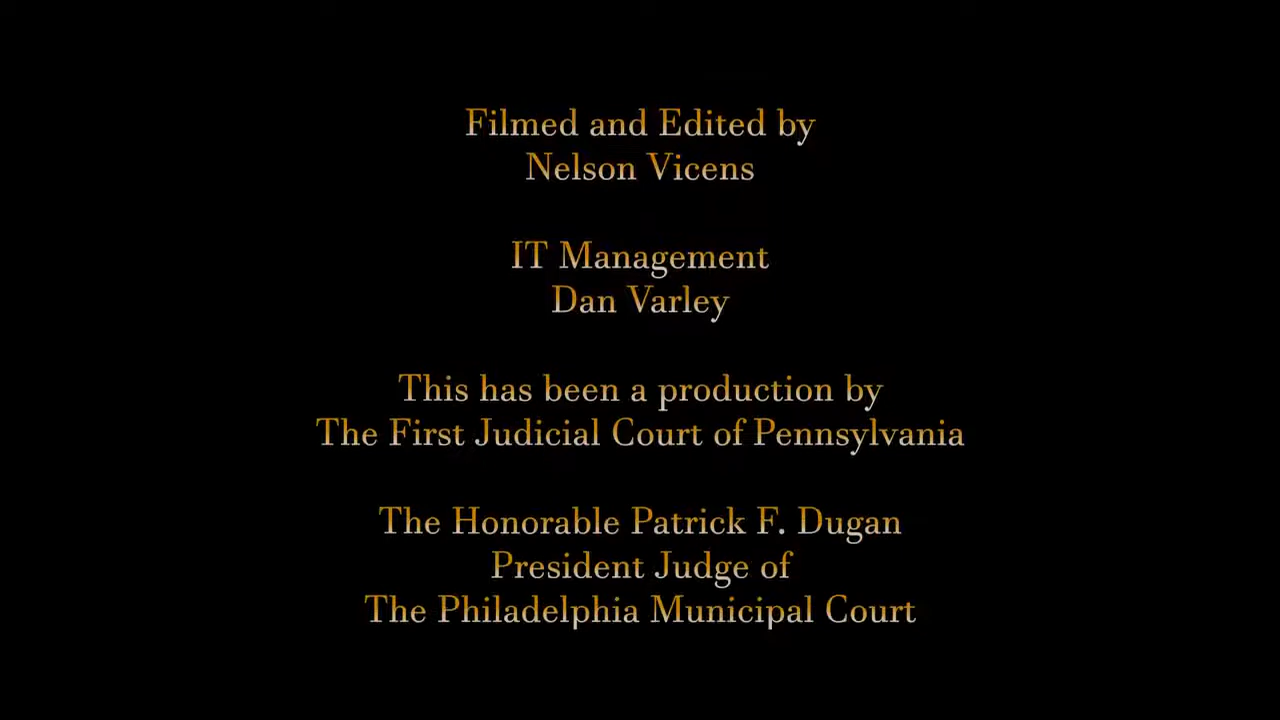 Filmed and Edited by
Nelson Vicens
IT Management
Dan Varley
This has been a production by
The First Judicial Court of Pennsylvania
The Honorable Patrick F. Dugan
President Judge of
The Philadelphia Municipal Court